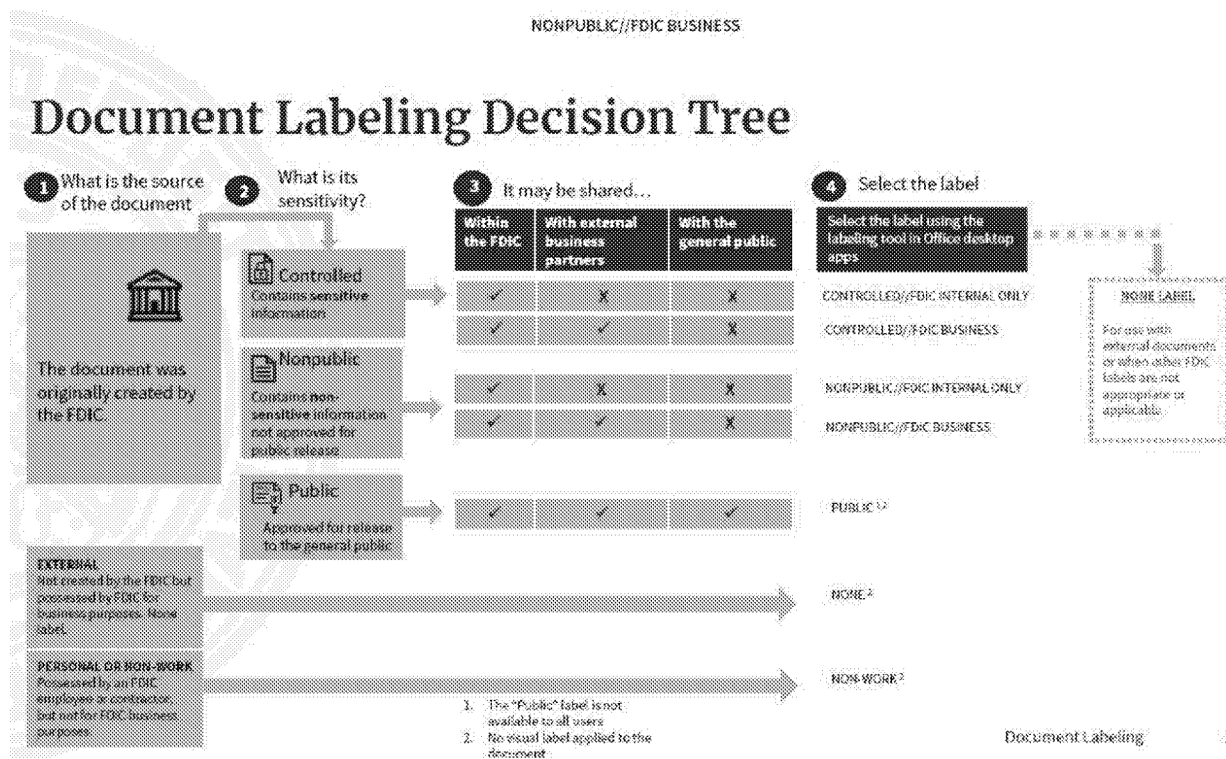 NONPUBLIC//FDIC BUSINESS
Document Labeling Decision Tree
1 What is the source
of the document
2 What is its
sensitivity?
3 It may be shared...
4 Select the label
The document was
originally created by
the FDIC
Controlled
Contains sensitive
information
Nonpublic
Contains non-
sensitive information
not approved for
public release
Public
Approved for release
to the general public
Within
the FDIC
With external
business
partners
With the
general public
✓ X X
✓ ✓ X
✓ X X
✓ ✓ X
✓ ✓ ✓
Select the label using the
labeling tool in Office desktop
apps
CONTROLLED//FDIC INTERNAL ONLY
CONTROLLED//FDIC BUSINESS
NONPUBLIC//FDIC INTERNAL ONLY
NONPUBLIC//FDIC BUSINESS
PUBLIC 1,2
NONE LABEL
For use with
external documents
or when other FDIC
labels are not
appropriate or
applicable
EXTERNAL
Not created by the FDIC but
possessed by FDIC for
business purposes. None
label.
NONE 2
PERSONAL OR NON-WORK
Possessed by an FDIC
employee or contractor,
but not for FDIC business
purposes
NON-WORK 2
1. The "Public" label is not
available to all users
2. No visual label applied to the
document
Document Labeling